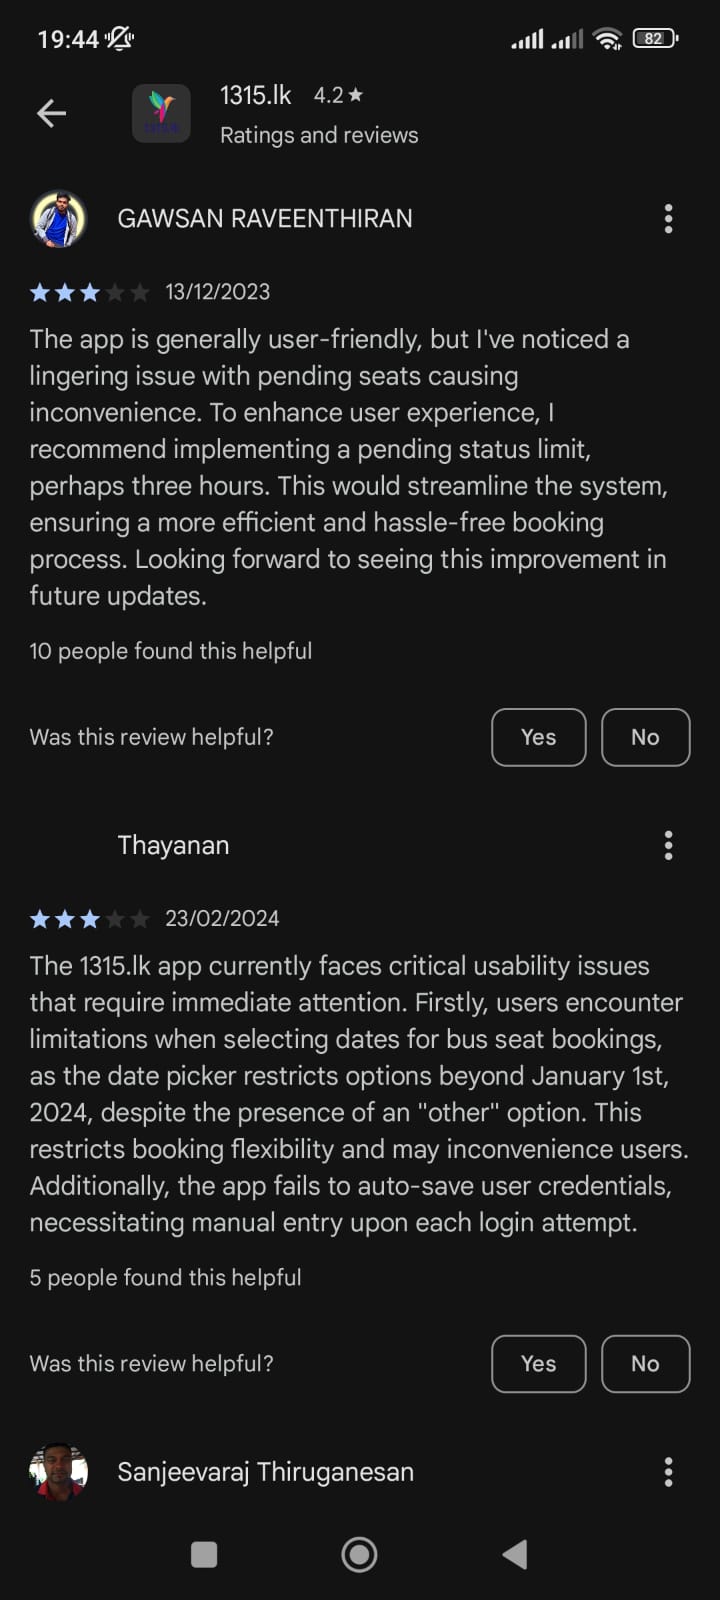 19:44
82
1315.lk 4.2★
Ratings and reviews
GAWSAN RAVEENTHIRAN
13/12/2023
The app is generally user-friendly, but I've noticed a
lingering issue with pending seats causing
inconvenience. To enhance user experience, I
recommend implementing a pending status limit,
perhaps three hours. This would streamline the system,
ensuring a more efficient and hassle-free booking
process. Looking forward to seeing this improvement in
future updates.
10 people found this helpful
Was this review helpful? Yes No
Thayanan
23/02/2024
The 1315.lk app currently faces critical usability issues
that require immediate attention. Firstly, users encounter
limitations when selecting dates for bus seat bookings,
as the date picker restricts options beyond January 1st,
2024, despite the presence of an "other" option. This
restricts booking flexibility and may inconvenience users.
Additionally, the app fails to auto-save user credentials,
necessitating manual entry upon each login attempt.
5 people found this helpful
Was this review helpful? Yes No
Sanjeevaraj Thiruganesan